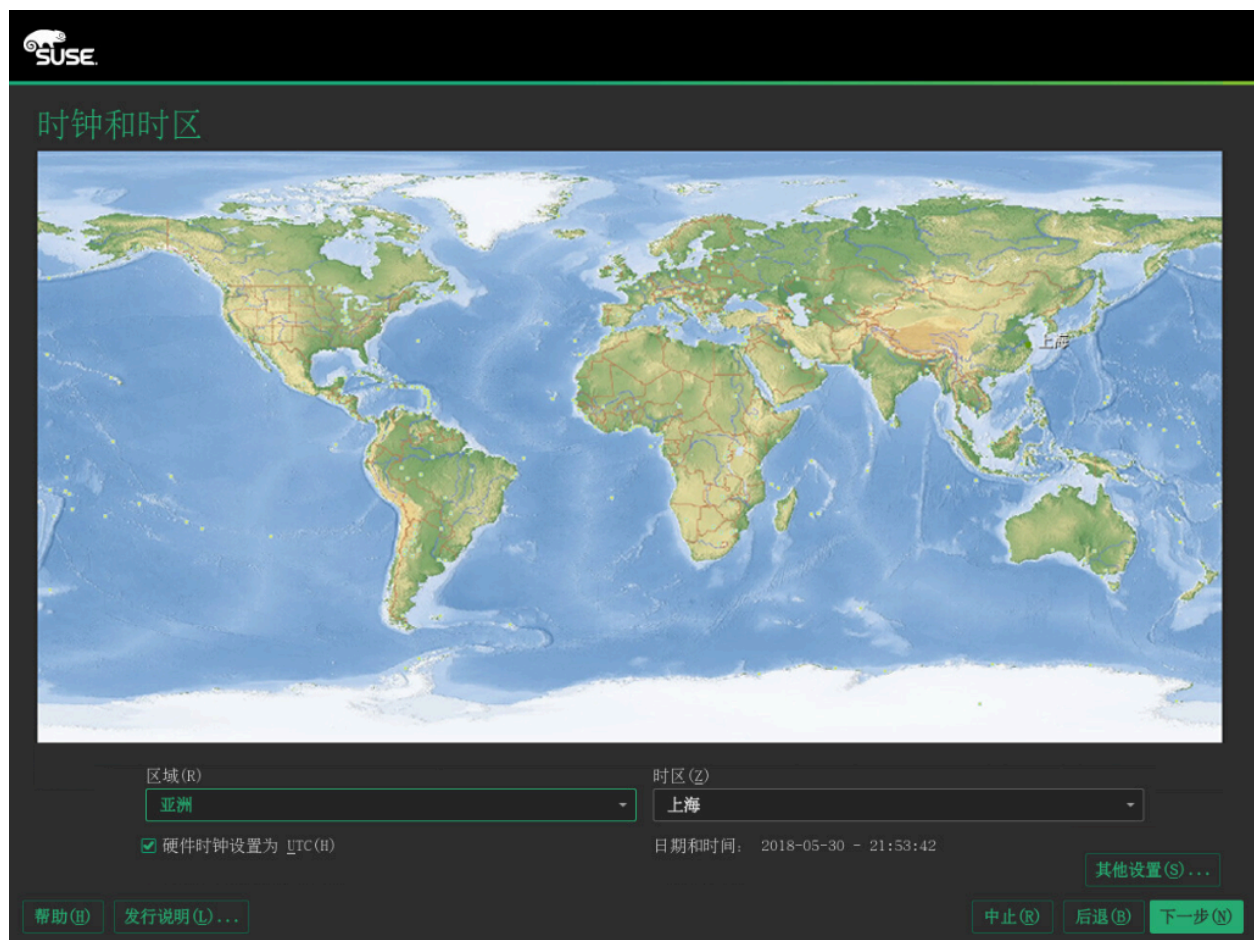 SUSE.
时钟和时区
上海
区域(R) 时区(Z)
亚洲 上海
硬件时钟设置为 UTC(H) 日期和时间: 2018-05-30 - 21:53:42
其他设置(S)...
帮助(H) 发行说明(L)... 中止(R) 后退(B) 下一步(N)